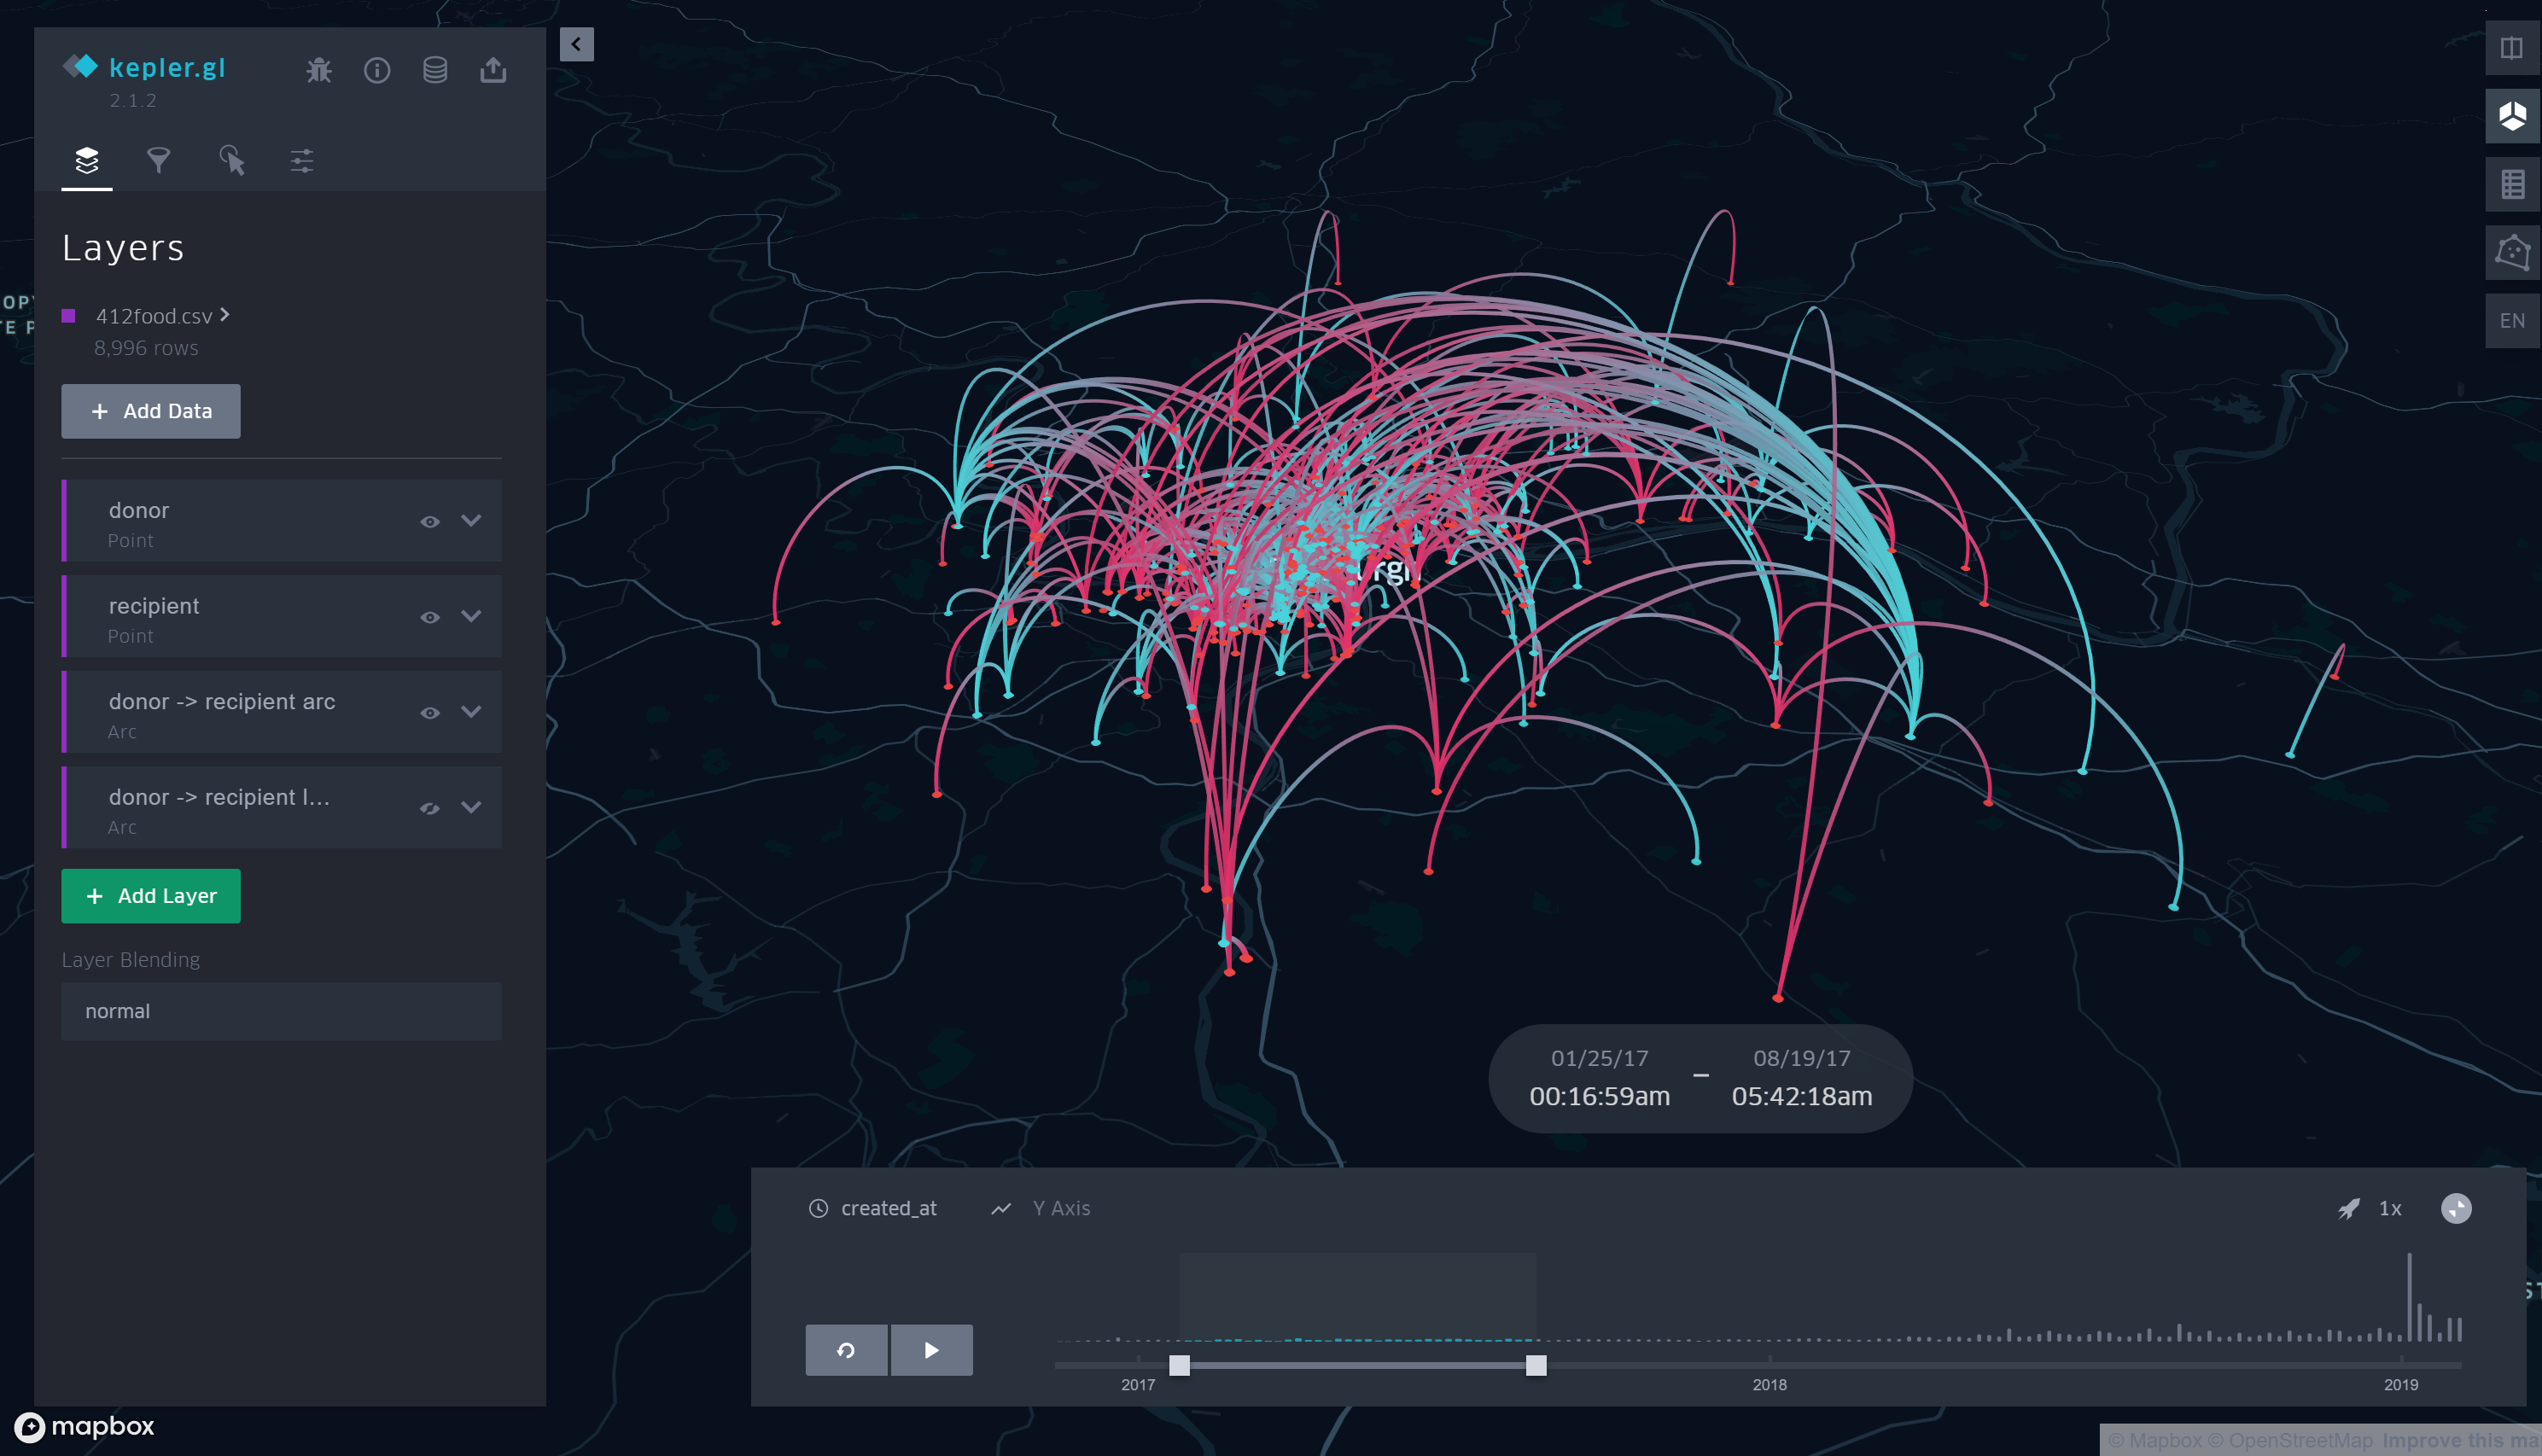 kepler.gl
2.1.2
Layers
412food.csv
8,996 rows
+ Add Data
donor
Point
recipient
Point
donor -> recipient arc
Arc
donor -> recipient l...
Arc
+ Add Layer
Layer Blending
normal
mapbox
EN
01/25/17 – 08/19/17
00:16:59am 05:42:18am
created_at Y Axis 1x
2017 2018 2019
© Mapbox © OpenStreetMap Improve this ma